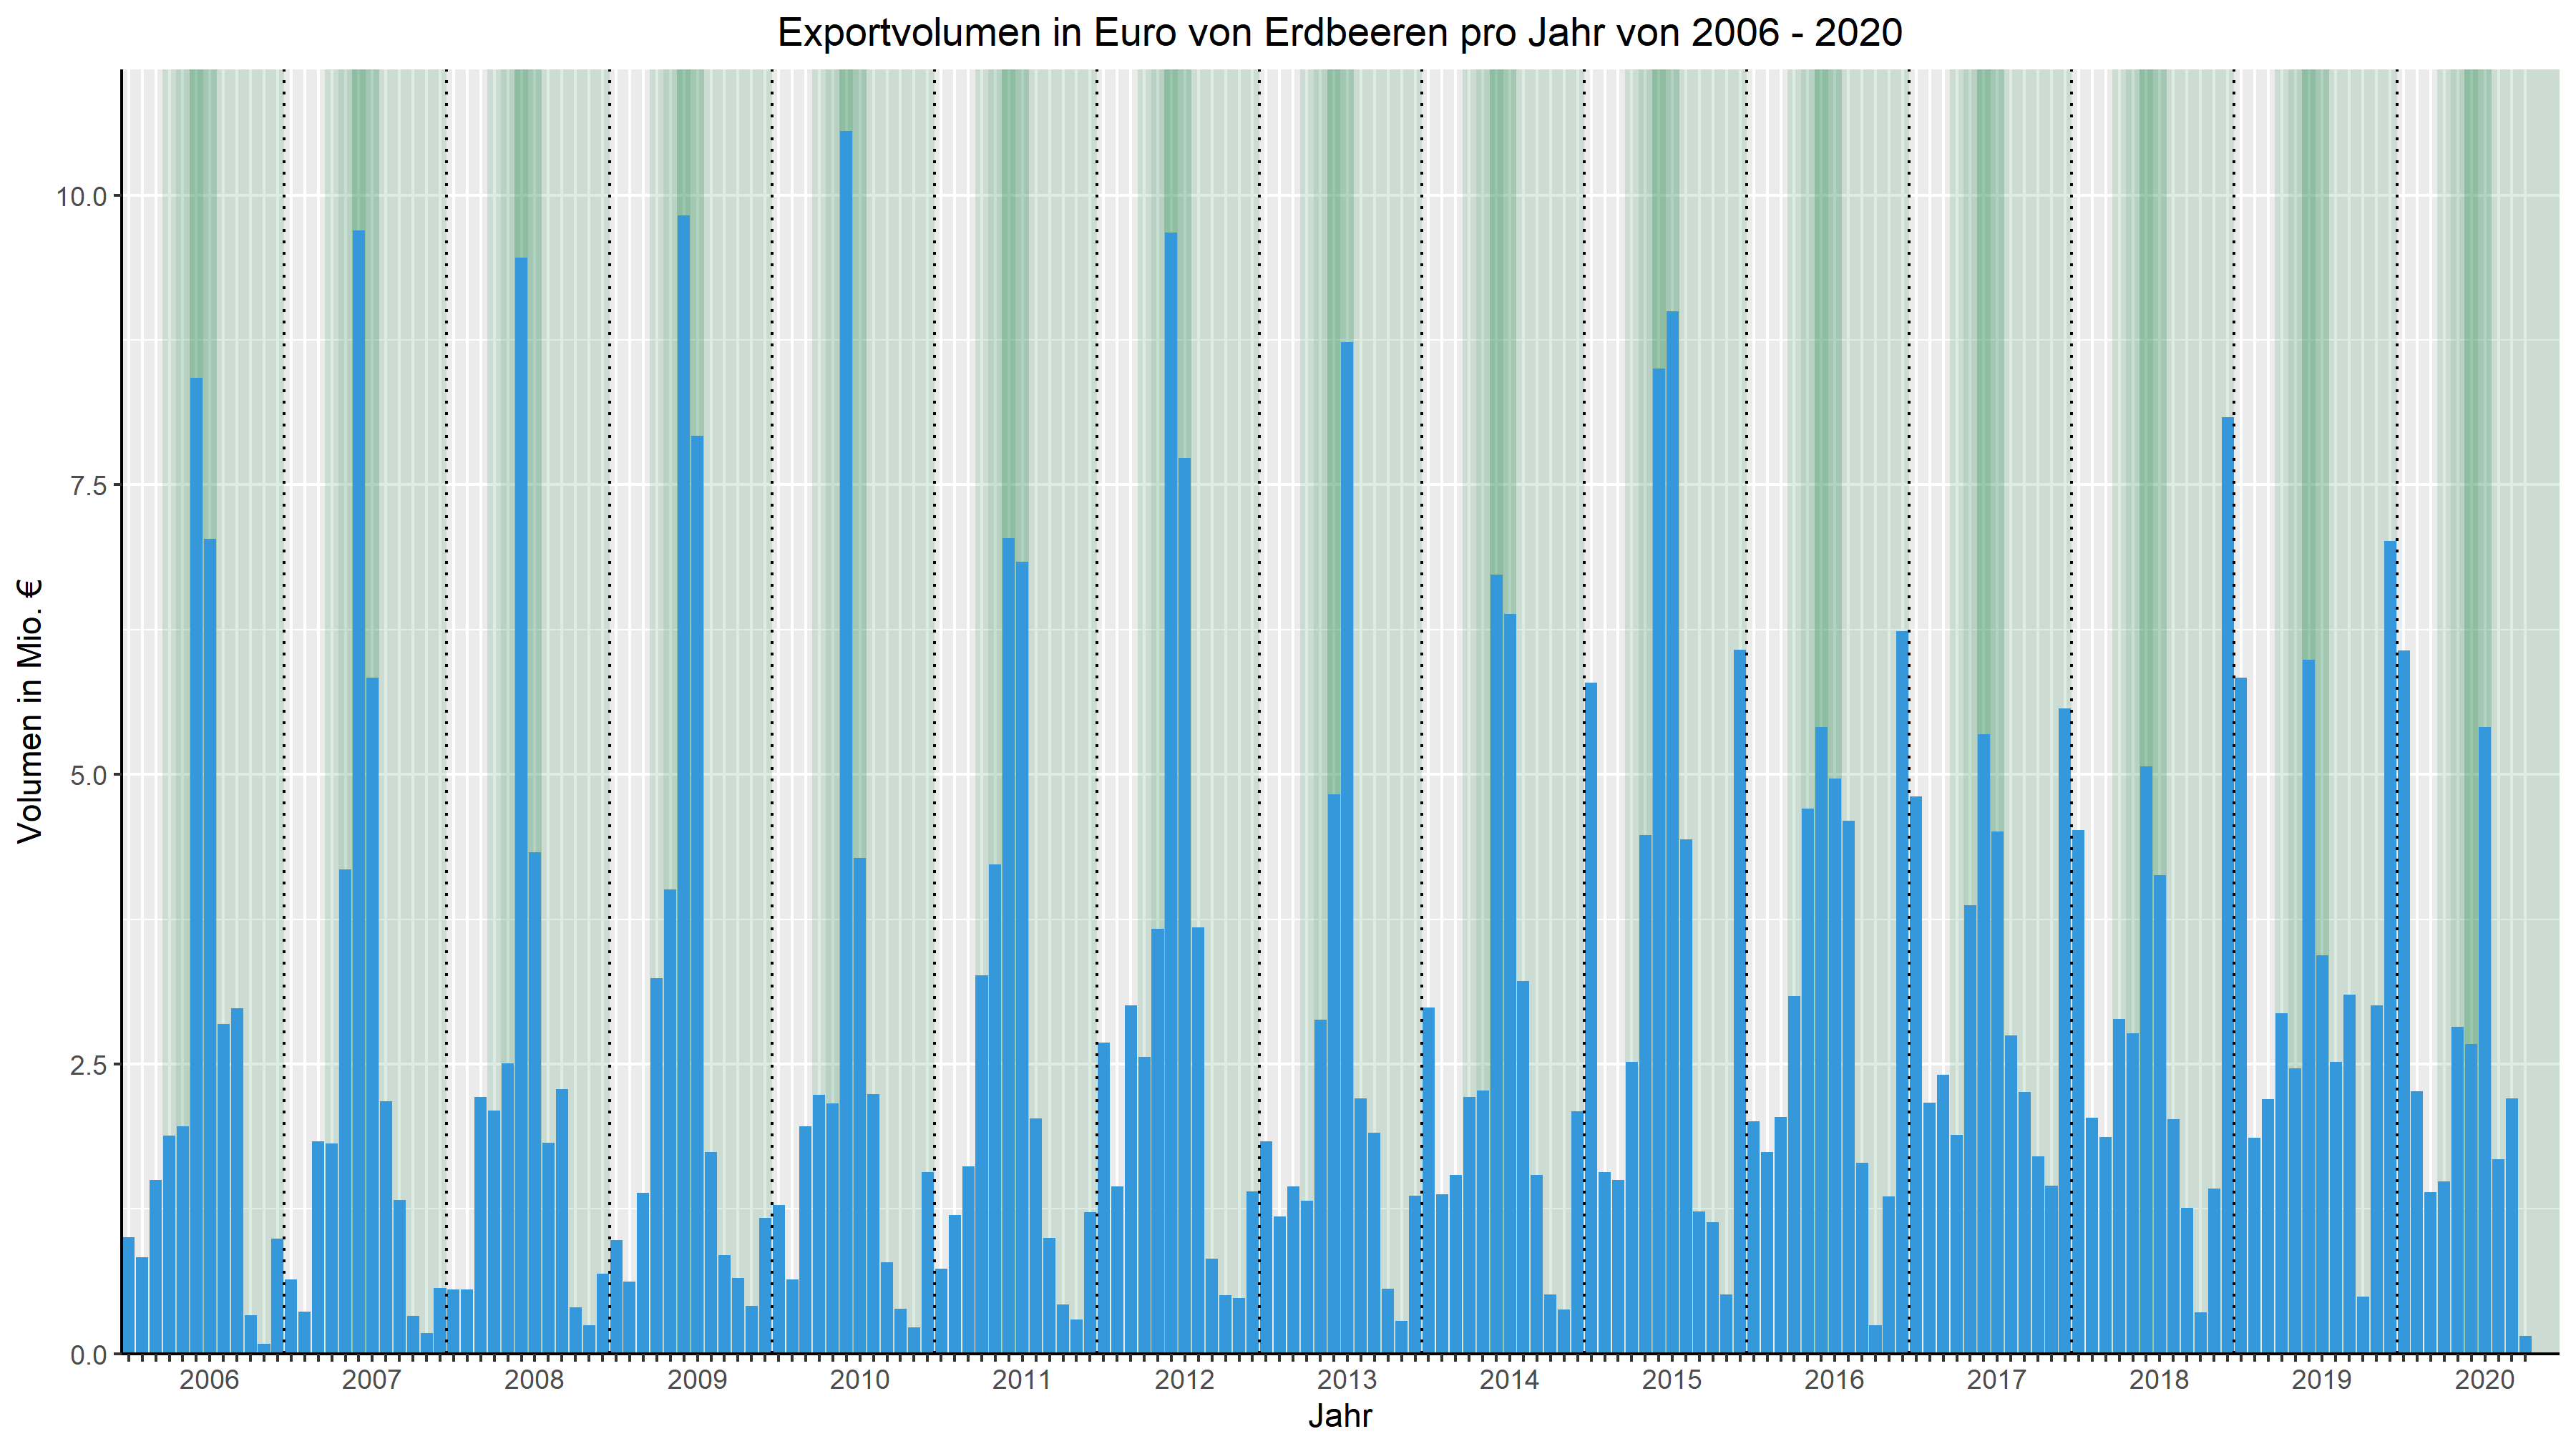 Exportvolumen in Euro von Erdbeeren pro Jahr von 2006 - 2020
Volumen in Mio. €
10.0
7.5
5.0
2.5
0.0
2006 2007 2008 2009 2010 2011 2012 2013 2014 2015 2016 2017 2018 2019 2020
Jahr